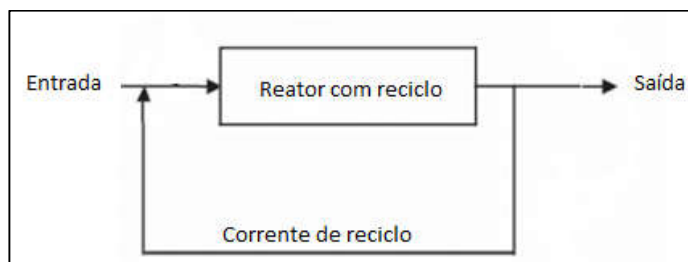 Entrada
Reator com reciclo
Saída
Corrente de reciclo